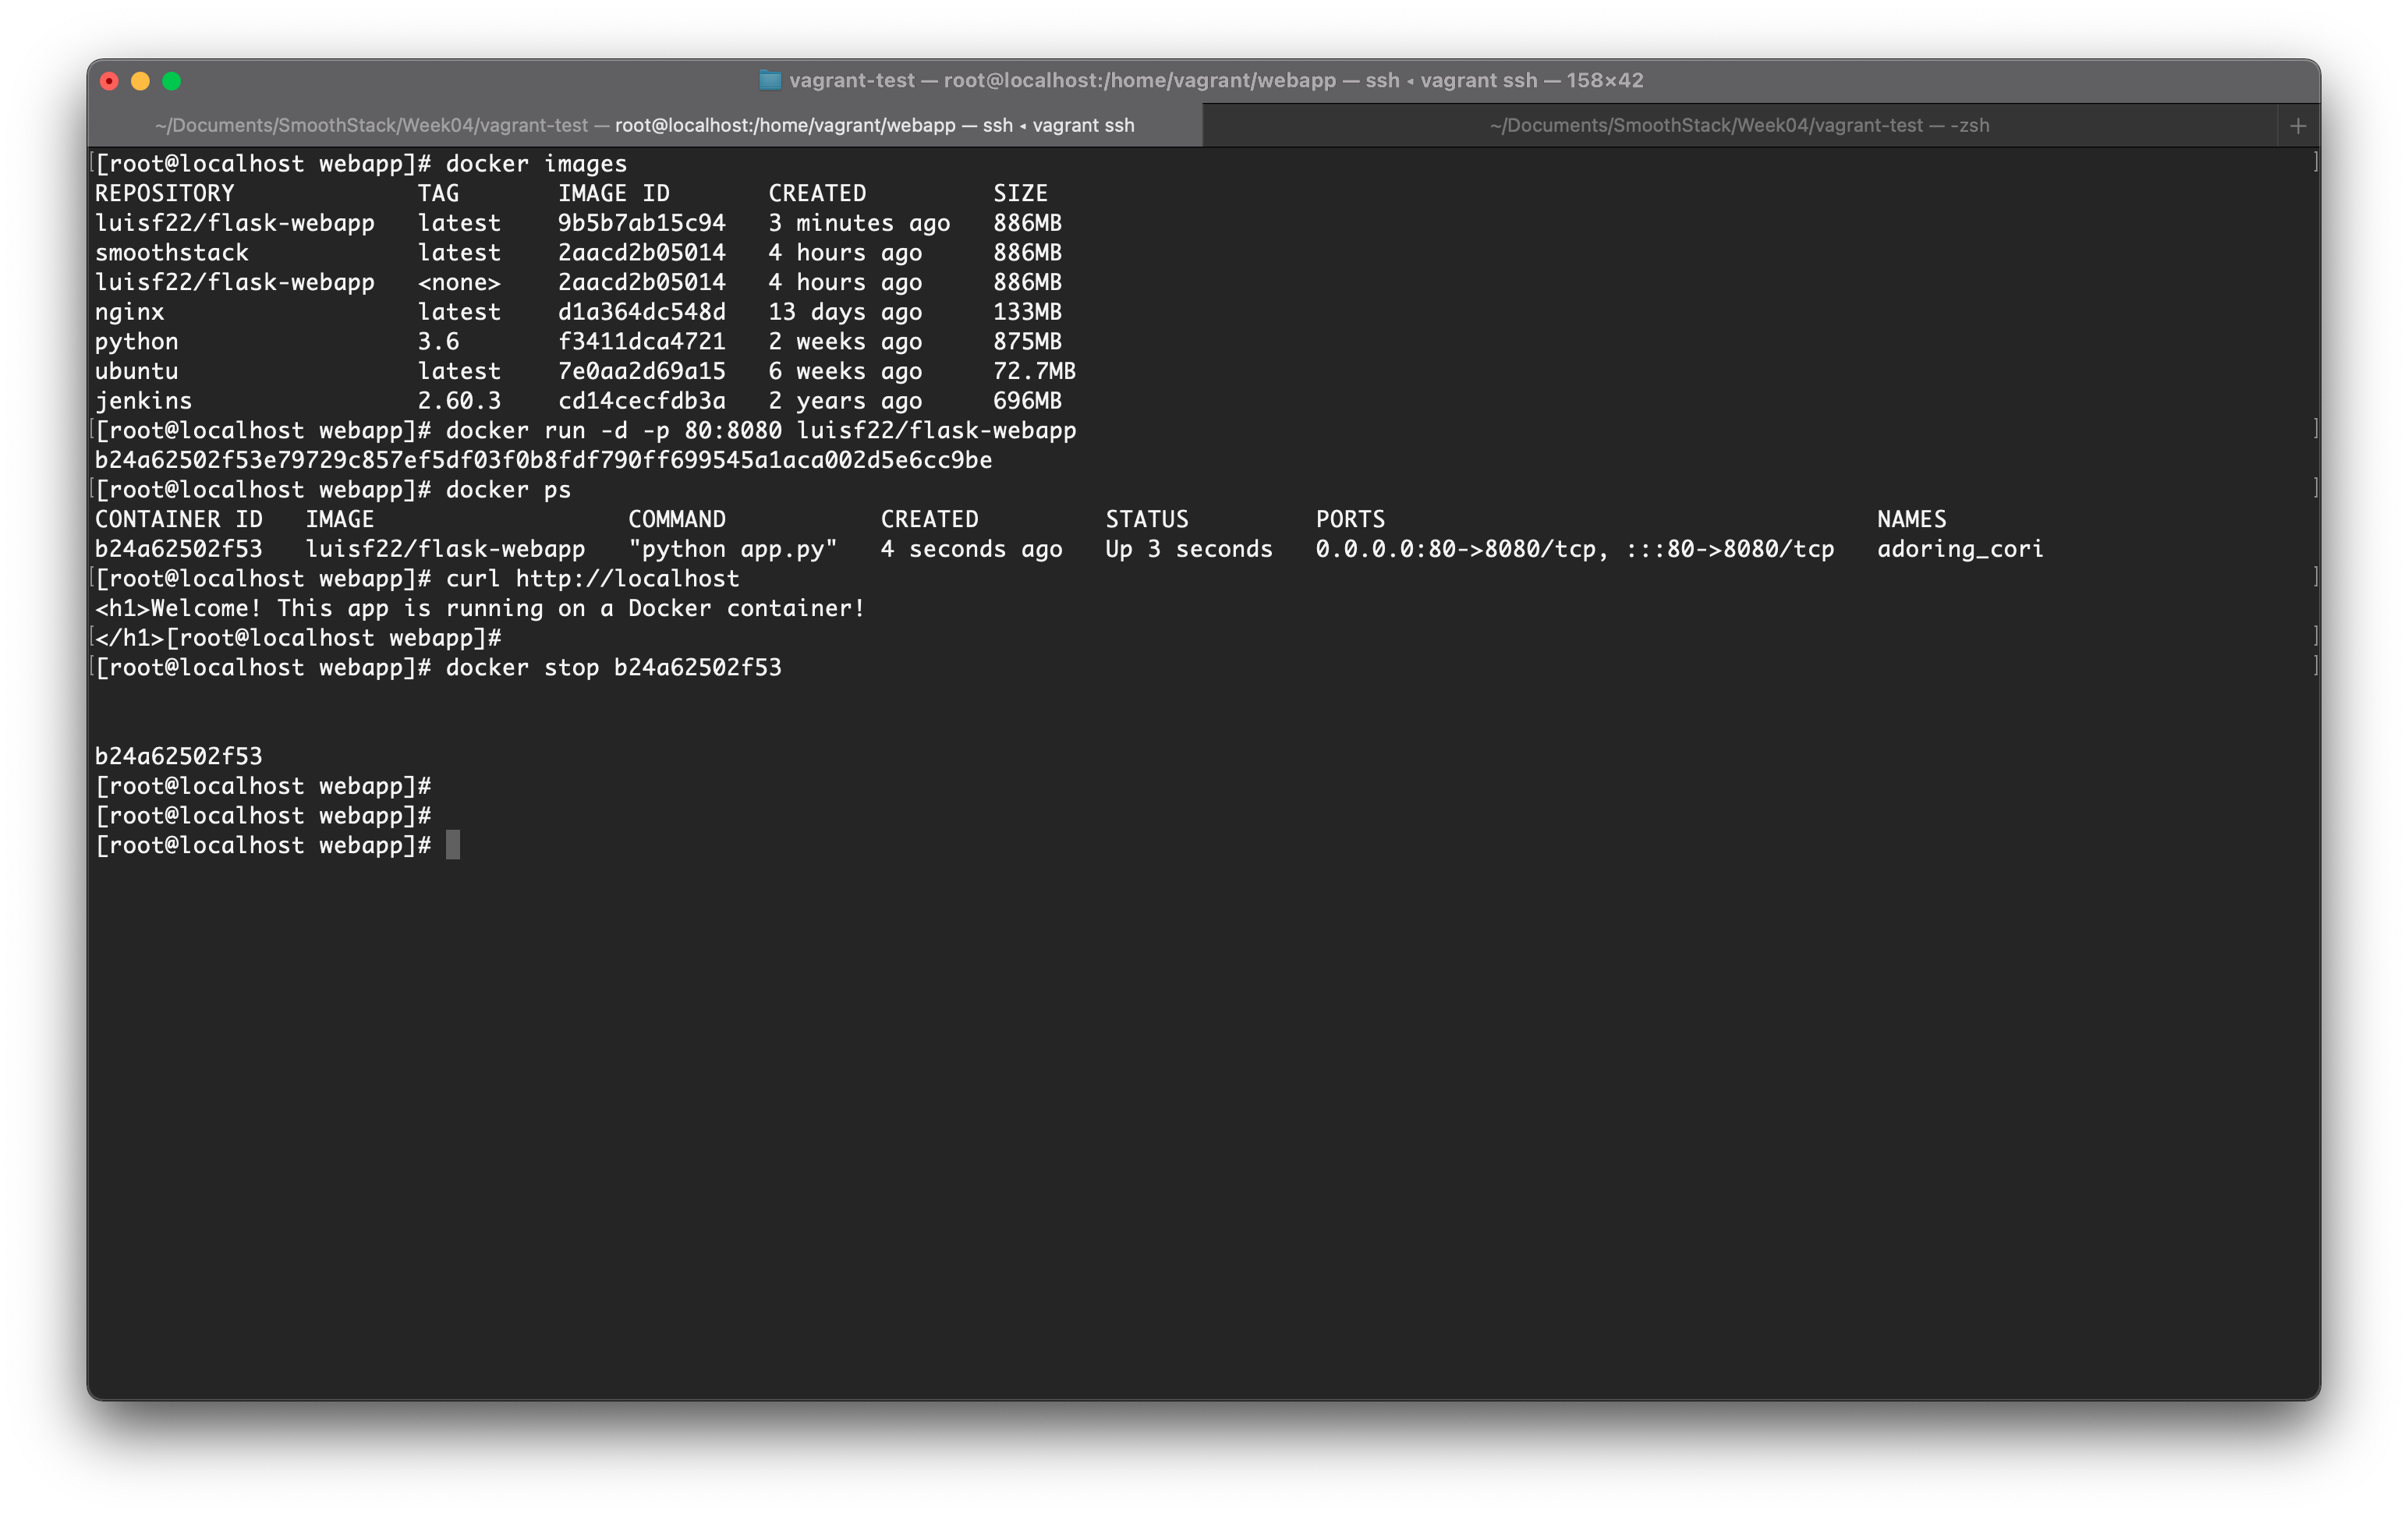 vagrant-test — root@localhost:/home/vagrant/webapp — ssh ◂ vagrant ssh — 158×42
~/Documents/SmoothStack/Week04/vagrant-test — root@localhost:/home/vagrant/webapp — ssh ◂ vagrant ssh
~/Documents/SmoothStack/Week04/vagrant-test — -zsh
[root@localhost webapp]# docker images
REPOSITORY             TAG       IMAGE ID       CREATED         SIZE
luisf22/flask-webapp   latest    9b5b7ab15c94   3 minutes ago   886MB
smoothstack            latest    2aacd2b05014   4 hours ago     886MB
luisf22/flask-webapp   <none>    2aacd2b05014   4 hours ago     886MB
nginx                  latest    d1a364dc548d   13 days ago     133MB
python                 3.6       f3411dca4721   2 weeks ago     875MB
ubuntu                 latest    7e0aa2d69a15   6 weeks ago     72.7MB
jenkins                2.60.3    cd14cecfdb3a   2 years ago     696MB
[root@localhost webapp]# docker run -d -p 80:8080 luisf22/flask-webapp
b24a62502f53e79729c857ef5df03f0b8fdf790ff699545a1aca002d5e6cc9be
[root@localhost webapp]# docker ps
CONTAINER ID   IMAGE                  COMMAND           CREATED         STATUS         PORTS                                   NAMES
b24a62502f53   luisf22/flask-webapp   "python app.py"   4 seconds ago   Up 3 seconds   0.0.0.0:80->8080/tcp, :::80->8080/tcp   adoring_cori
[root@localhost webapp]# curl http://localhost
<h1>Welcome! This app is running on a Docker container!
</h1>[root@localhost webapp]#
[root@localhost webapp]# docker stop b24a62502f53
b24a62502f53
[root@localhost webapp]#
[root@localhost webapp]#
[root@localhost webapp]#